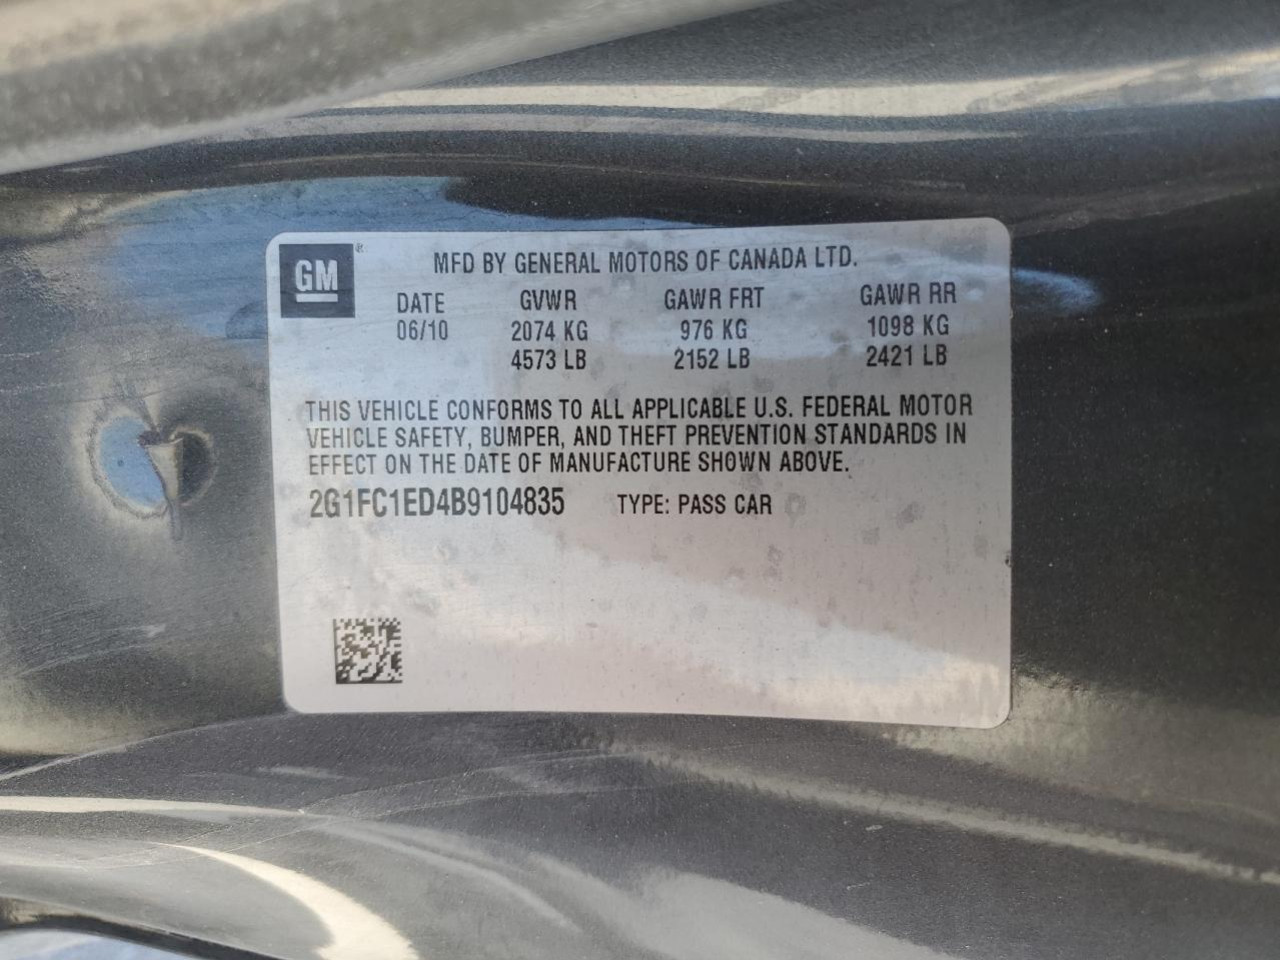 GM®
MFD BY GENERAL MOTORS OF CANADA LTD.
DATE GVWR GAWR FRT GAWR RR
06/10 2074 KG 976 KG 1098 KG
4573 LB 2152 LB 2421 LB
THIS VEHICLE CONFORMS TO ALL APPLICABLE U.S. FEDERAL MOTOR
VEHICLE SAFETY, BUMPER, AND THEFT PREVENTION STANDARDS IN
EFFECT ON THE DATE OF MANUFACTURE SHOWN ABOVE.
2G1FC1ED4B9104835 TYPE: PASS CAR